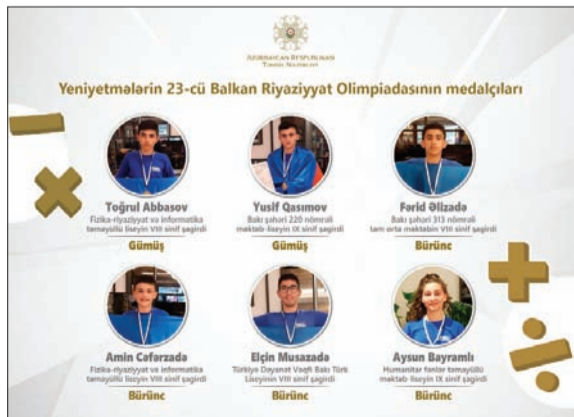 AZƏRBAYCAN RESPUBLİKASI
TƏHSİL NAZİRLİYİ
Yeniyetmələrin 23-cü Balkan Riyaziyyat Olimpiadasının medalçıları
Toğrul Abbasov
Fizika-riyaziyyat və informatika
təmayüllü liseyin VIII sinif şagirdi
Gümüş
Yusif Qasımov
Bakı şəhəri 220 nömrəli
məktəb-liseyin IX sinif şagirdi
Gümüş
Fərid Əlizadə
Bakı şəhəri 313 nömrəli
tam orta məktəbin VIII sinif şagirdi
Bürünc
Amin Cəfərzadə
Fizika-riyaziyyat və informatika
təmayüllü liseyin VIII sinif şagirdi
Bürünc
Elçin Musazadə
Türkiyə Dəyanət Vəqfi Bakı Türk
Liseyinin VIII sinif şagirdi
Bürünc
Aysun Bayramlı
Humanitar fənlər təmayüllü
məktəb-liseyin IX sinif şagirdi
Bürünc